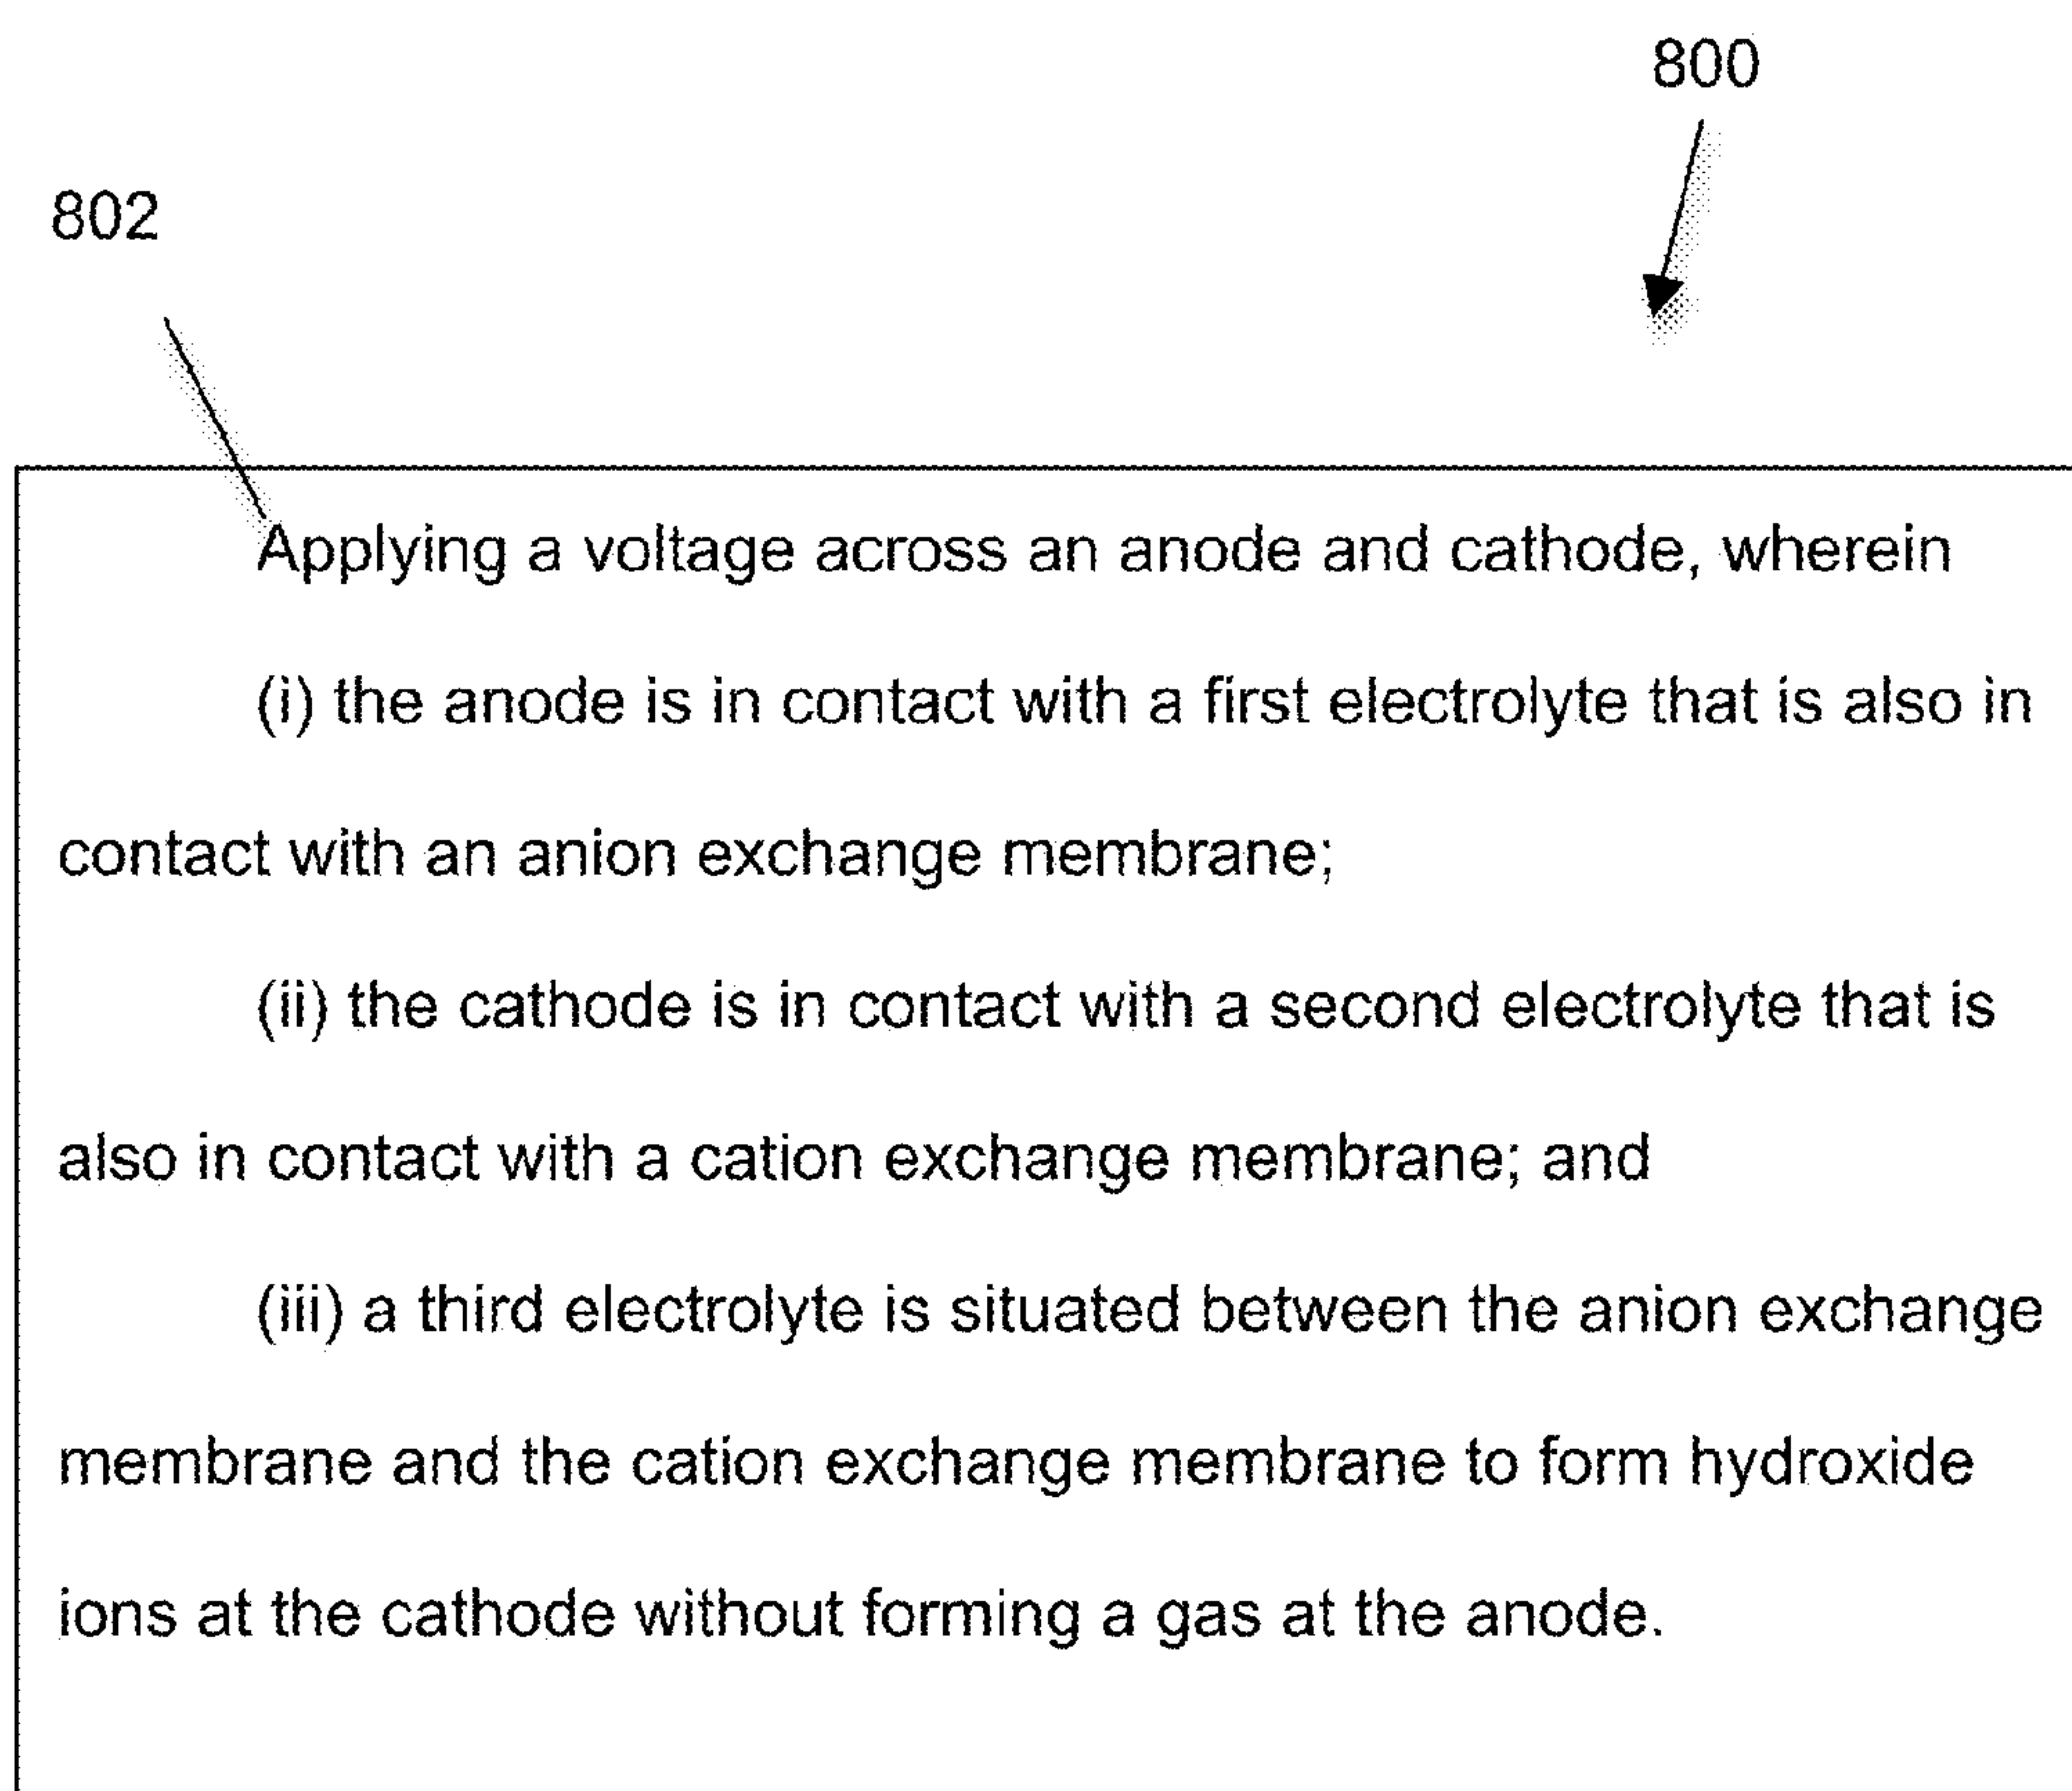 800
802
Applying a voltage across an anode and cathode, wherein
(i) the anode is in contact with a first electrolyte that is also in
contact with an anion exchange membrane;
(ii) the cathode is in contact with a second electrolyte that is
also in contact with a cation exchange membrane; and
(iii) a third electrolyte is situated between the anion exchange
membrane and the cation exchange membrane to form hydroxide
ions at the cathode without forming a gas at the anode.